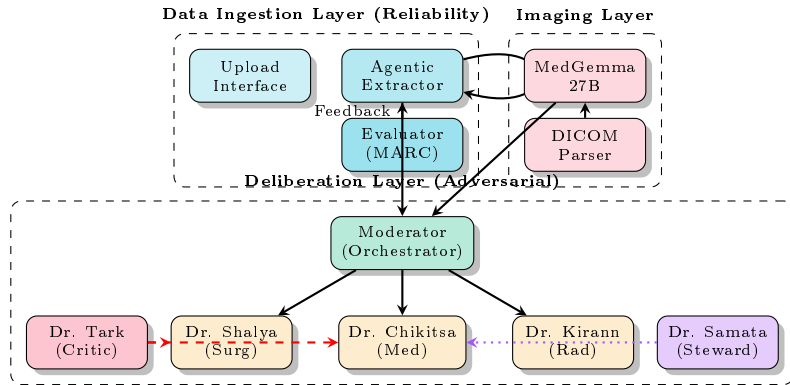 Data Ingestion Layer (Reliability)
Imaging Layer
Upload
Interface
Agentic
Extractor
MedGemma
27B
Feedback
Evaluator
(MARC)
DICOM
Parser
Deliberation Layer (Adversarial)
Moderator
(Orchestrator)
Dr. Tark
(Critic)
Dr. Shalya
(Surg)
Dr. Chikitsa
(Med)
Dr. Kirann
(Rad)
Dr. Samata
(Steward)